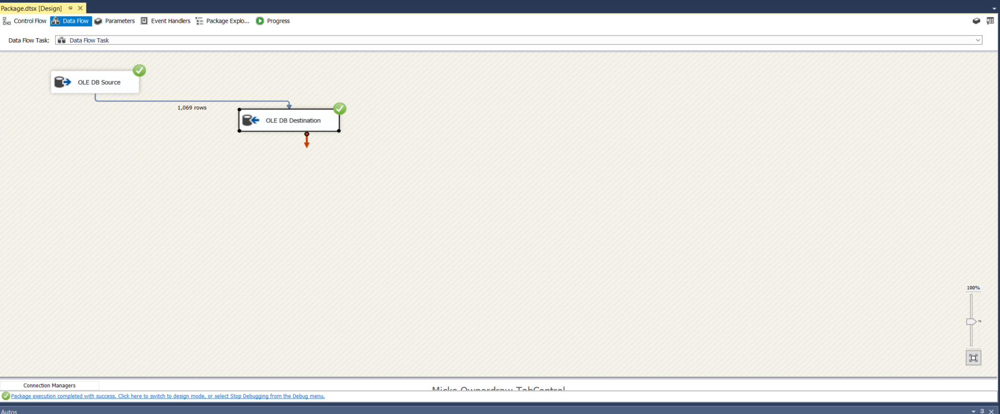 Package.dtsx [Design]
Control Flow Data Flow Parameters Event Handlers Package Explo... Progress
Data Flow Task: Data Flow Task
OLE DB Source
1,069 rows
OLE DB Destination
100%
Connection Managers
Micks Ownerdraw TabControl
Package execution completed with success. Click here to switch to design mode, or select Stop Debugging from the Debug menu.
Autos